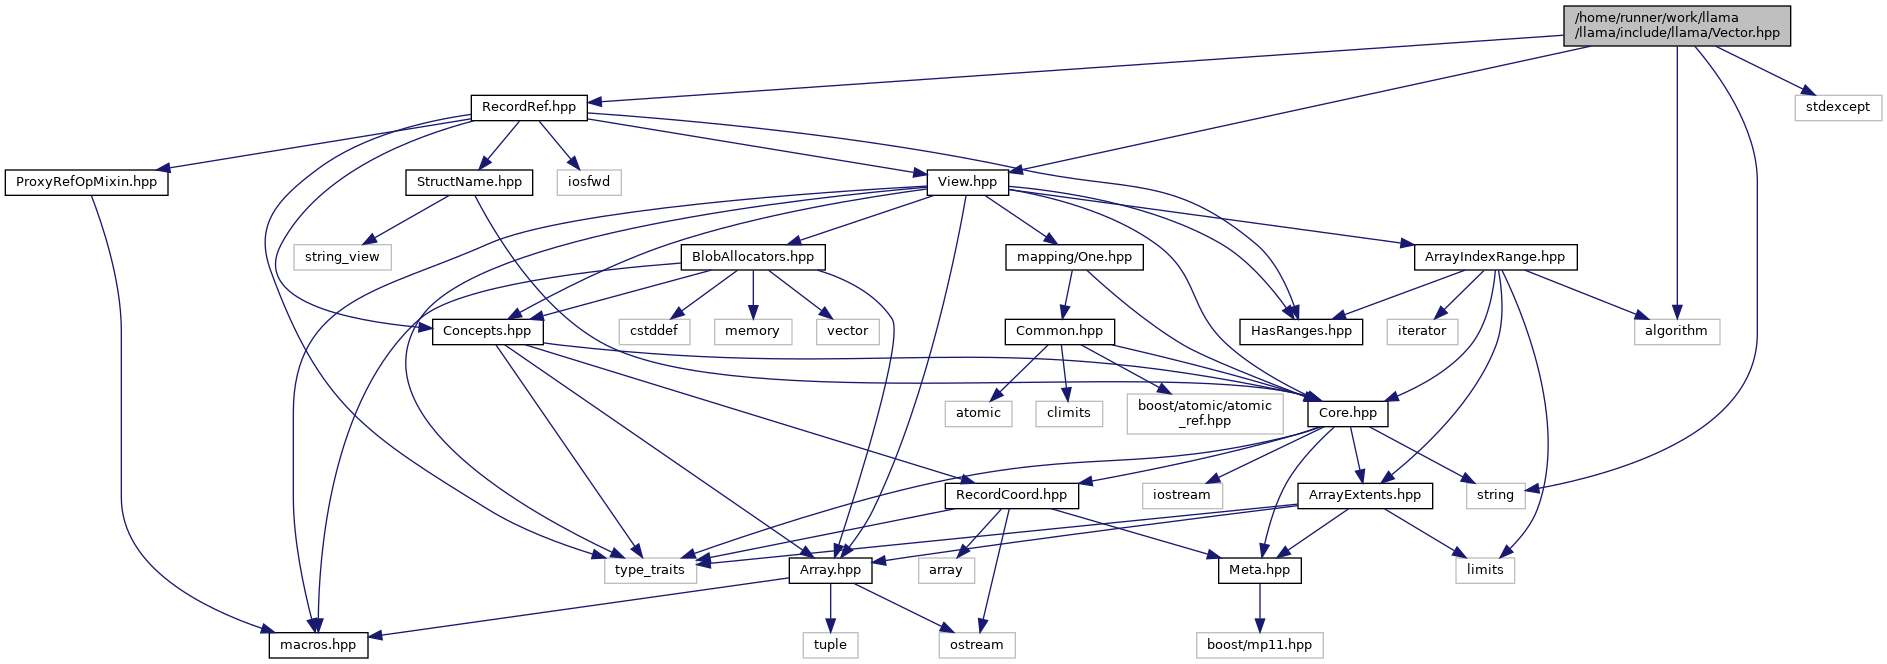 /home/runner/work/llama
/llama/include/llama/Vector.hpp
RecordRef.hpp
stdexcept
ProxyRefOpMixin.hpp
StructName.hpp
iosfwd
View.hpp
string_view
BlobAllocators.hpp
mapping/One.hpp
ArrayIndexRange.hpp
Concepts.hpp
cstddef
memory
vector
Common.hpp
HasRanges.hpp
iterator
algorithm
atomic
climits
boost/atomic/atomic
_ref.hpp
Core.hpp
RecordCoord.hpp
iostream
ArrayExtents.hpp
string
type_traits
Array.hpp
array
Meta.hpp
limits
macros.hpp
tuple
ostream
boost/mp11.hpp